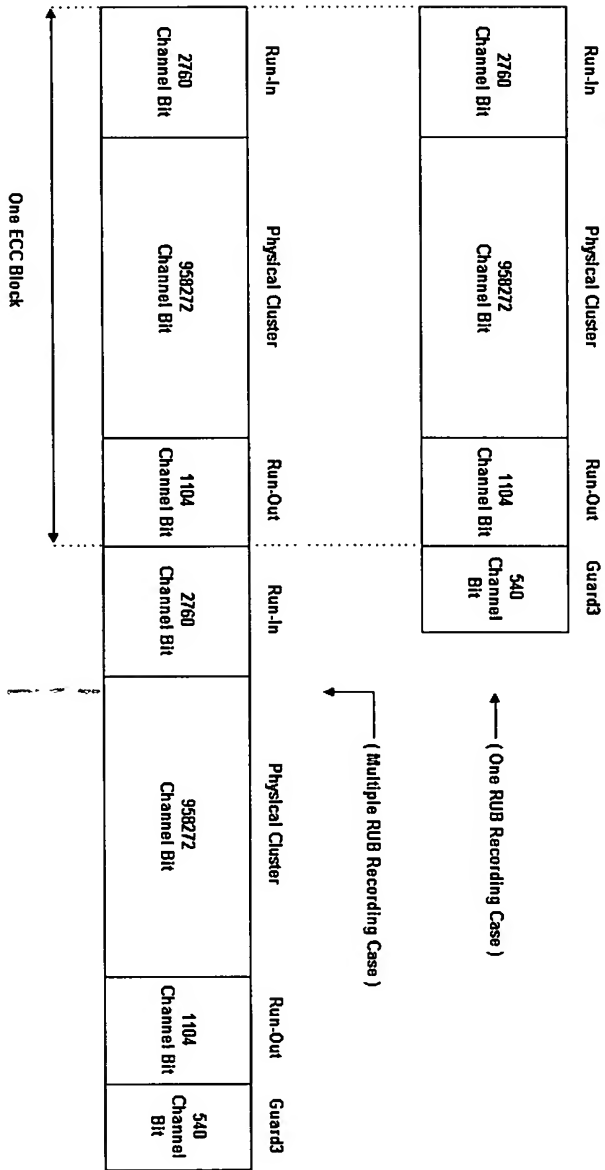 Run-In
Physical Cluster
Run-Out
Guard3
2760
Channel Bit
958272
Channel Bit
1104
Channel Bit
540
Channel
Bit
( One RUB Recording Case )
( Multiple RUB Recording Case )
Run-In
Physical Cluster
Run-Out
Run-In
Physical Cluster
Run-Out
Guard3
2760
Channel Bit
958272
Channel Bit
1104
Channel Bit
2760
Channel Bit
958272
Channel Bit
1104
Channel Bit
540
Channel
Bit
One ECC Block